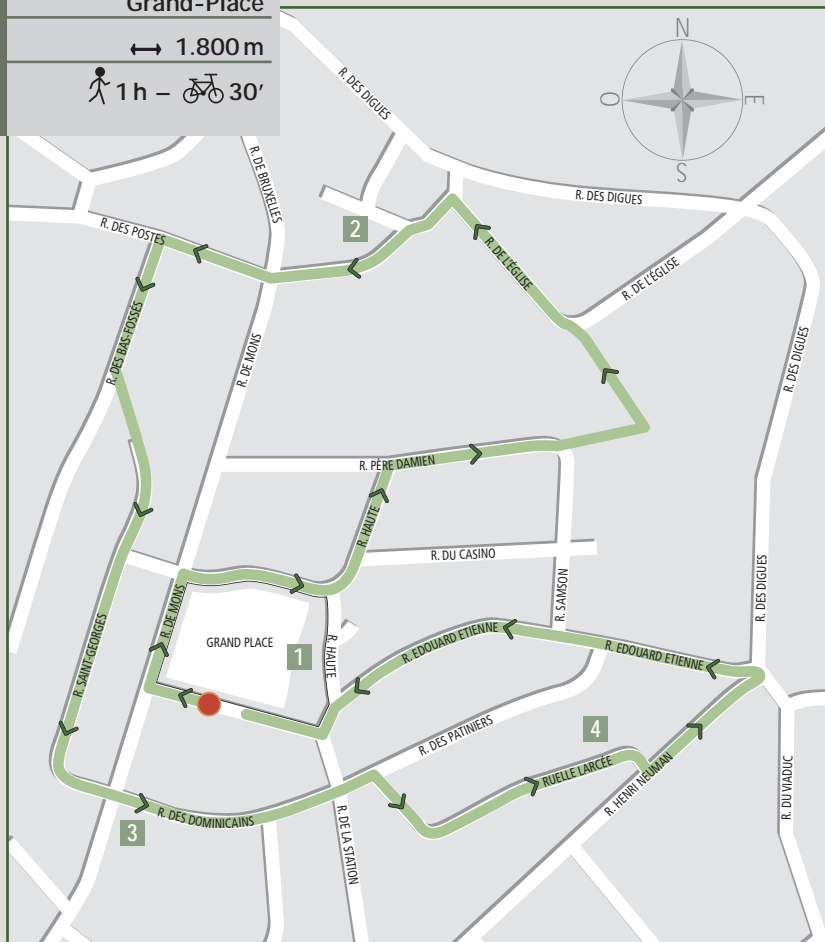 Grand-Place
1.800 m
1 h – 30'
N
O
E
S
R. DES DIGUES
R. DE BRUXELLES
R. DES DIGUES
R. DES POSTES
2
R. DE L'ÉGLISE
R. DE L'ÉGLISE
R. DES BAS-FOSSÉS
R. DE MONS
R. DES DIGUES
R. PÈRE DAMIEN
R. HAUTE
R. DU CASINO
R. SAMSON
R. DES DIGUES
R. DE MONS
GRAND PLACE
1
R. HAUTE
R. EDOUARD ETIENNE
R. EDOUARD ETIENNE
R. SAINT-GEORGES
R. DES PATINIERS
4
RUELLE LARCÉE
R. HENRI NEUMAN
R. DU VIADUC
R. DES DOMINICAINS
3
R. DE LA STATION